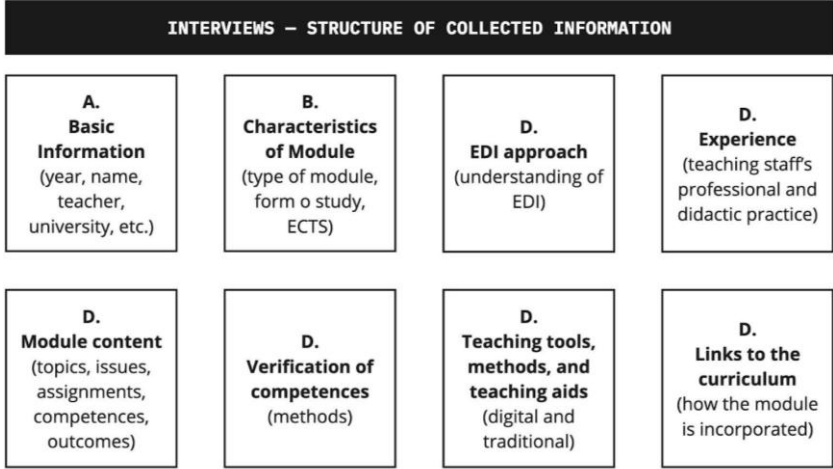 INTERVIEWS – STRUCTURE OF COLLECTED INFORMATION
A.
Basic
Information
(year, name,
teacher,
university, etc.)
B.
Characteristics
of Module
(type of module,
form o study,
ECTS)
D.
EDI approach
(understanding of
EDI)
D.
Experience
(teaching staff's
professional and
didactic practice)
D.
Module content
(topics, issues,
assignments,
competences,
outcomes)
D.
Verification of
competences
(methods)
D.
Teaching tools,
methods, and
teaching aids
(digital and
traditional)
D.
Links to the
curriculum
(how the module
is incorporated)